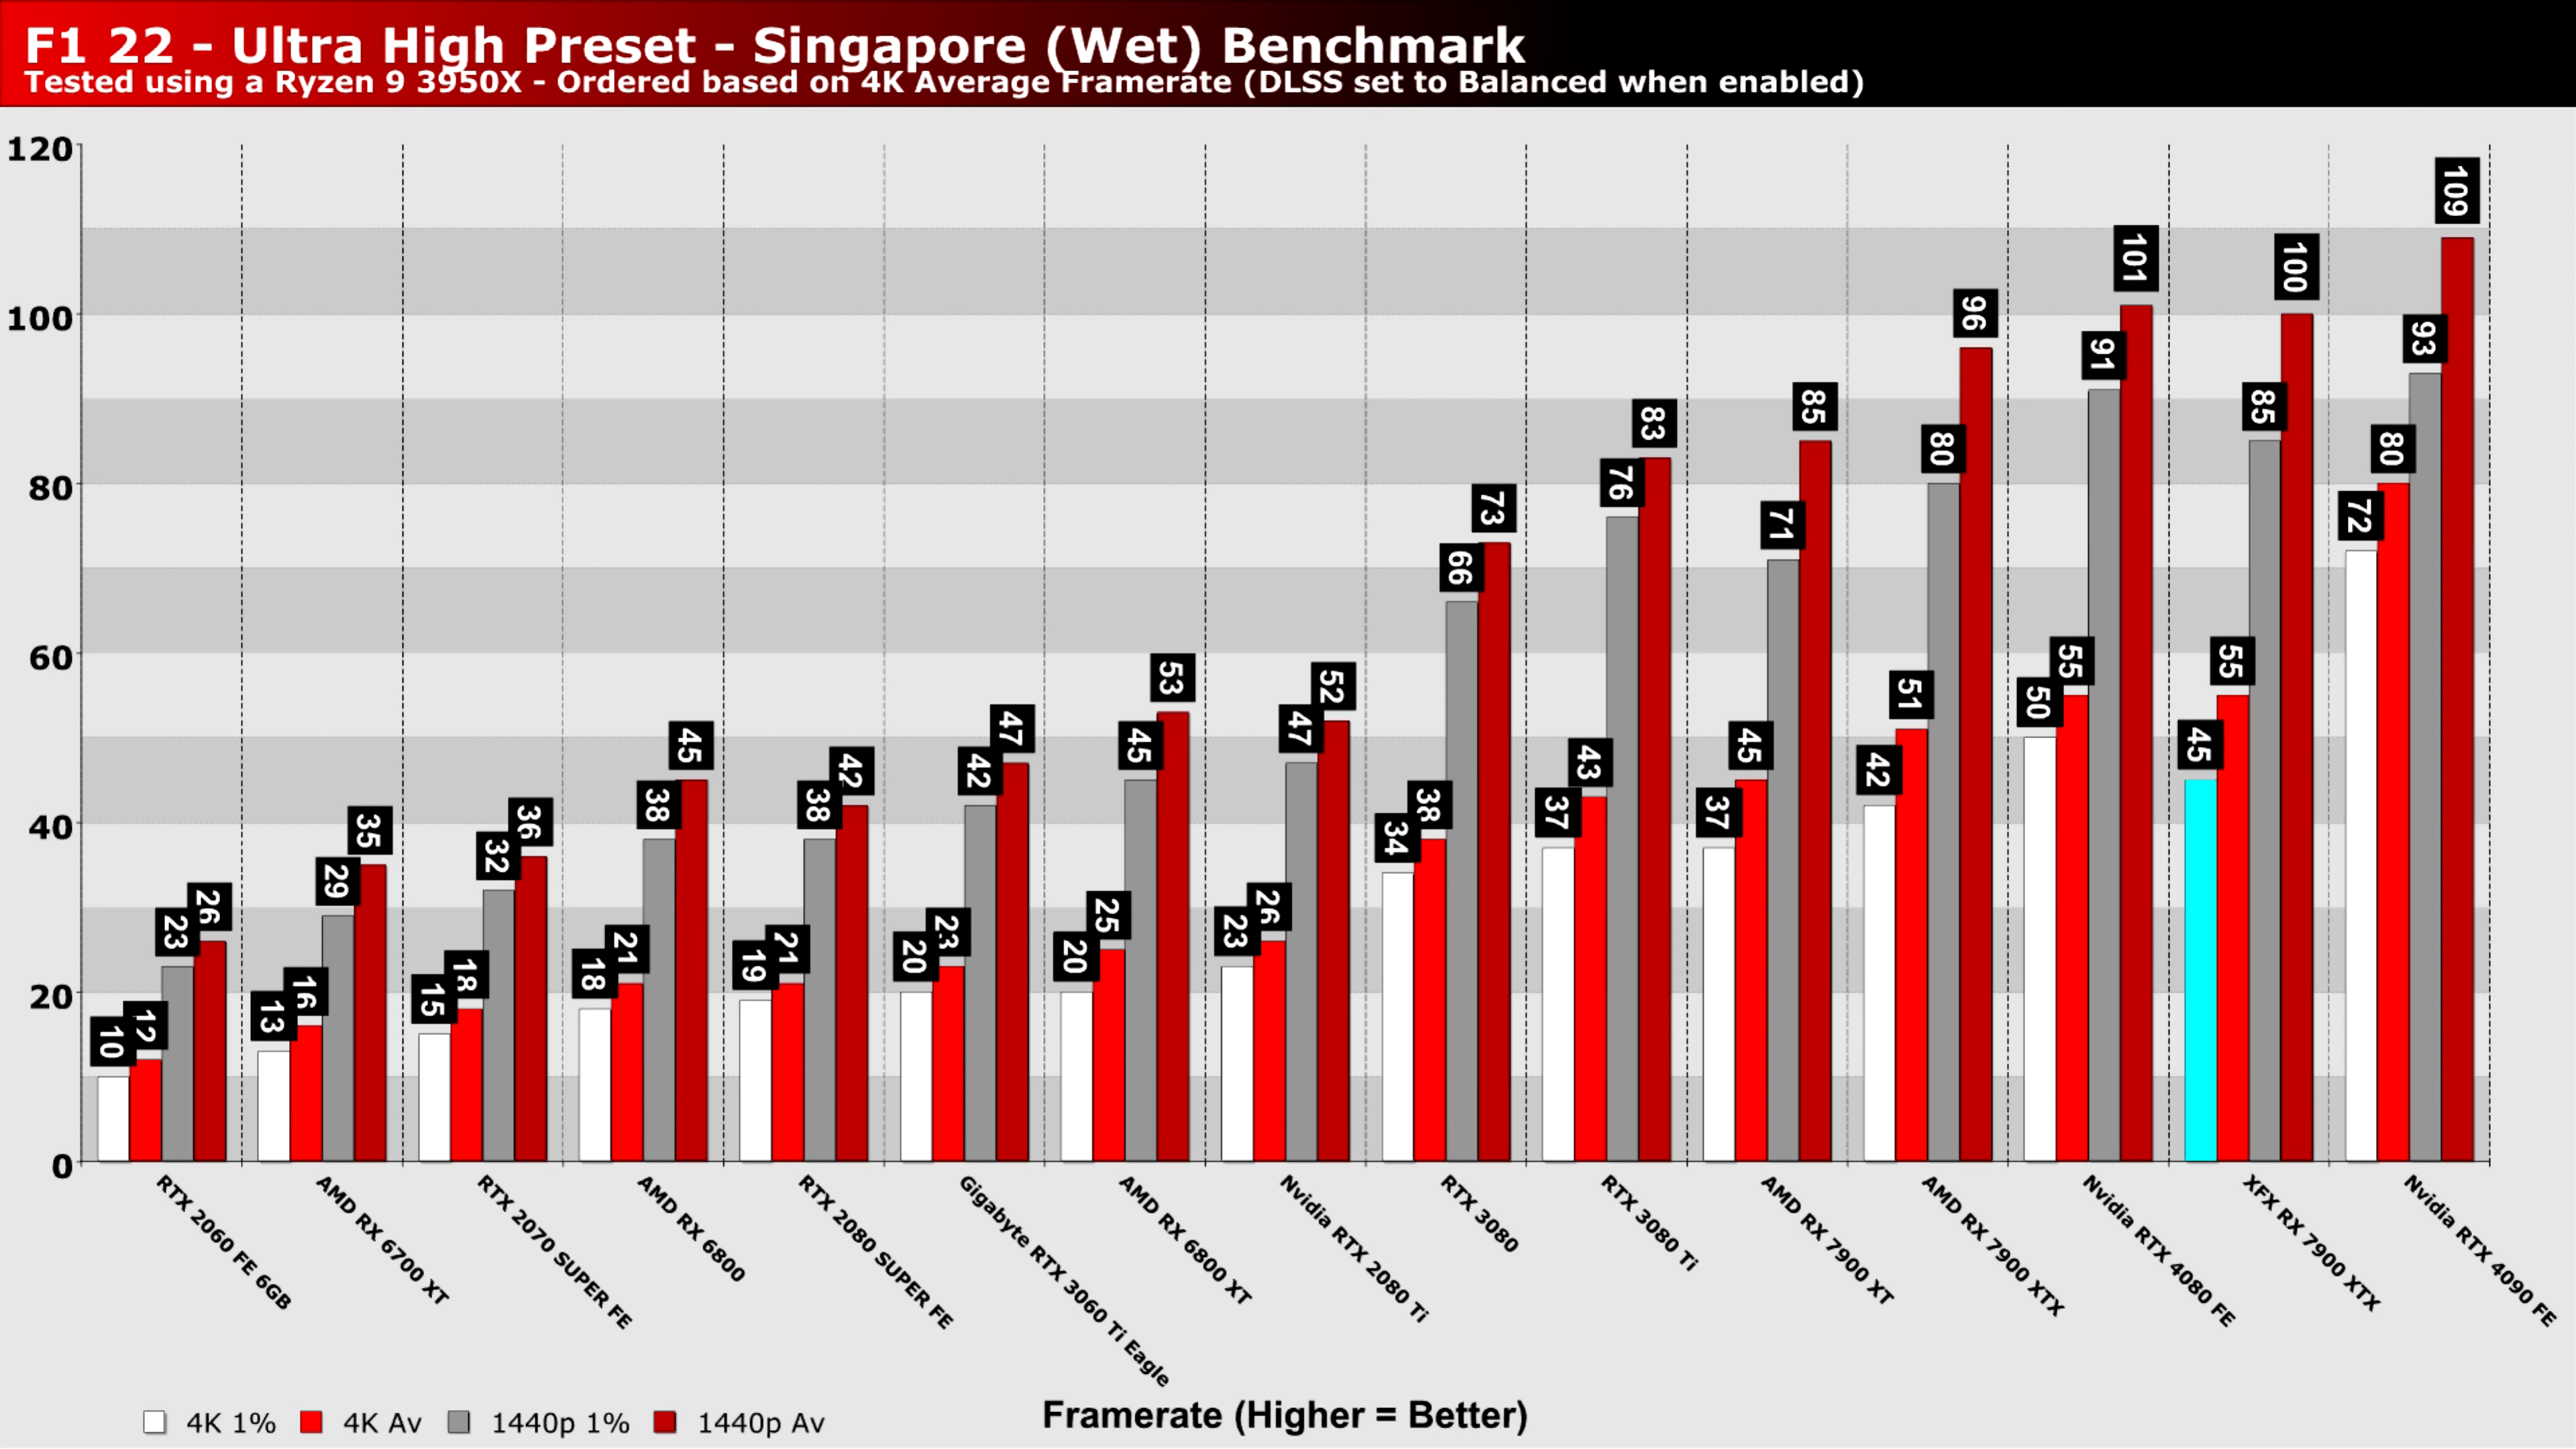 F1 22 - Ultra High Preset - Singapore (Wet) Benchmark
Tested using a Ryzen 9 3950X - Ordered based on 4K Average Framerate (DLSS set to Balanced when enabled)
120
100
80
60
40
20
0
10 12 23 26
13 16 29 35
15 18 32 36
18 21 38 45
19 21 38 42
20 23 42 47
20 25 45 53
23 26 47 52
34 38 66 73
37 43 76 83
37 45 71 85
42 51 80 96
50 55 91 101
45 55 85 100
72 80 93 109
RTX 2060 FE 6GB
AMD RX 6700 XT
RTX 2070 SUPER FE
AMD RX 6800
RTX 2080 SUPER FE
Gigabyte RTX 3060 Ti Eagle
AMD RX 6800 XT
Nvidia RTX 2080 Ti
RTX 3080
RTX 3080 Ti
AMD RX 7900 XT
AMD RX 7900 XTX
Nvidia RTX 4080 FE
XFX RX 7900 XTX
Nvidia RTX 4090 FE
4K 1% 4K Av 1440p 1% 1440p Av
Framerate (Higher = Better)